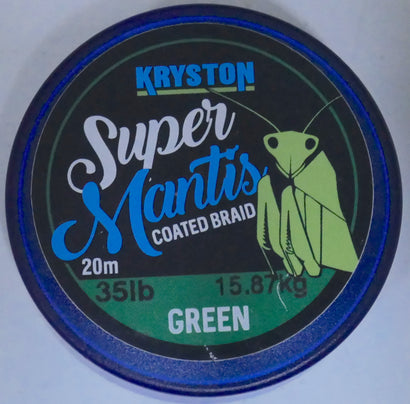 KRYSTON
Super
Mantis
COATED BRAID
20m
35lb 15.87kg
GREEN